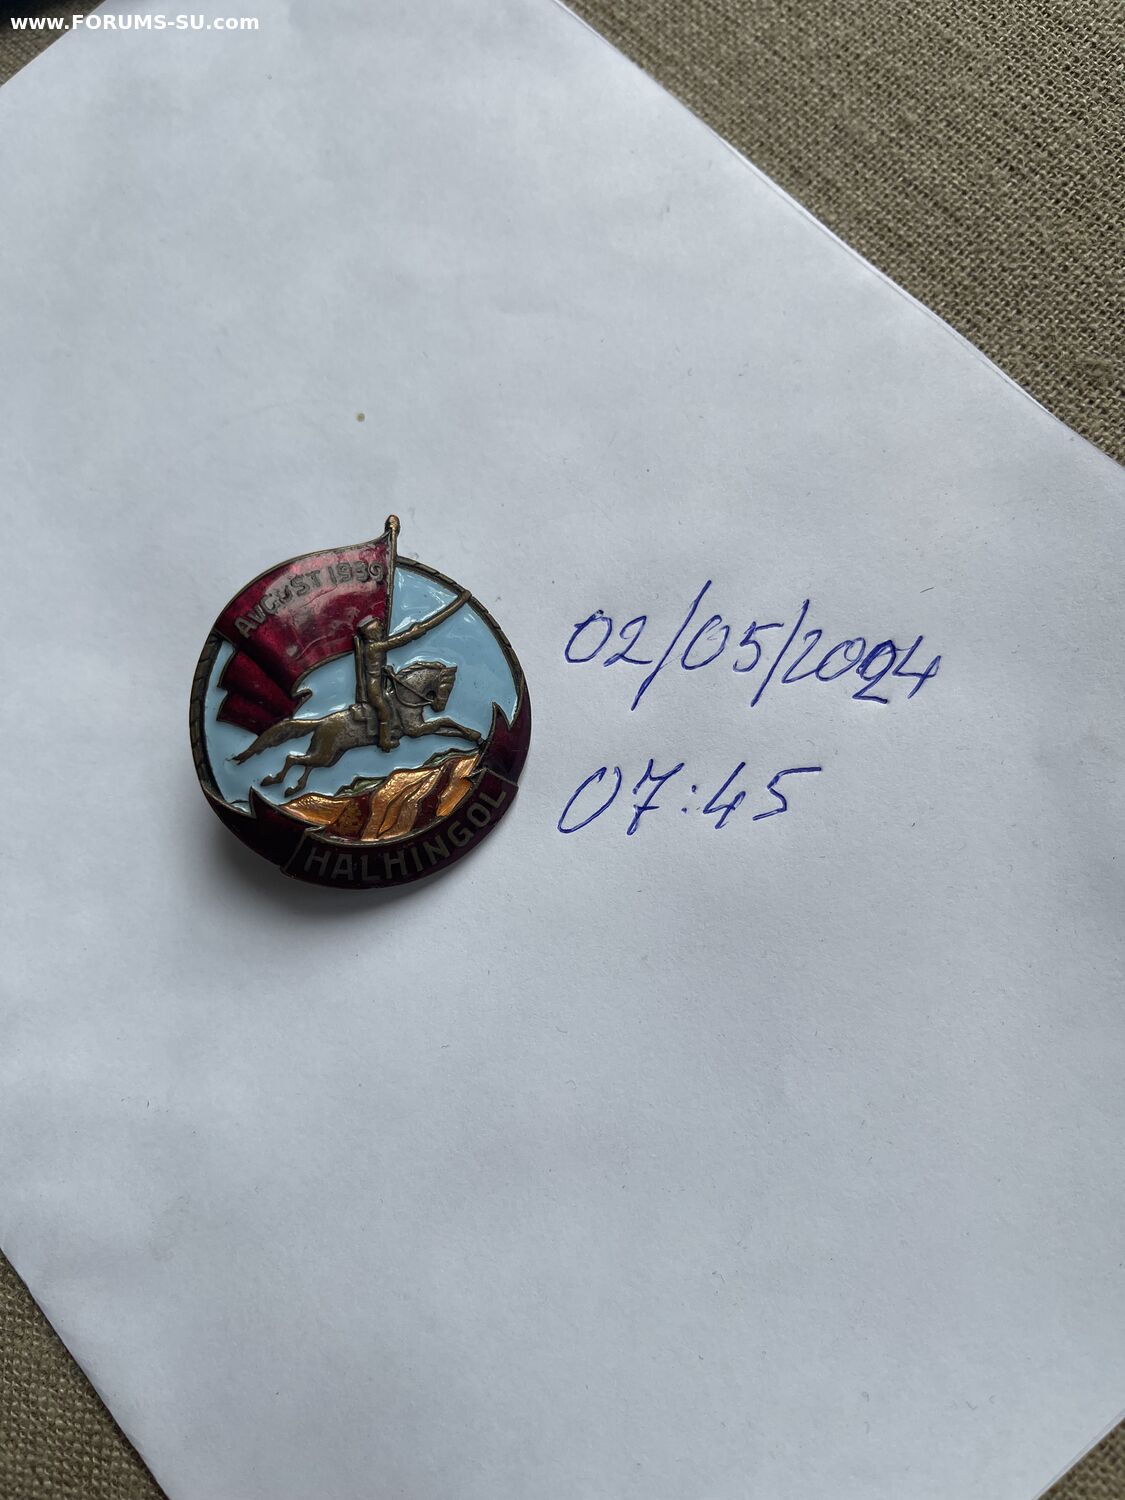 www.FORUMS-SU.com
AVGUST 1939
HALHINGOL
02/05/2024
07:45